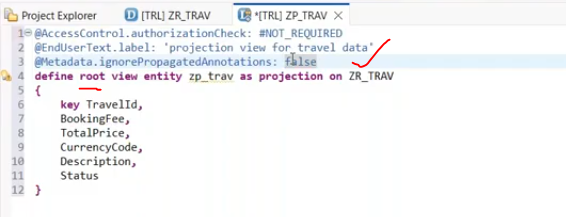 Project Explorer [TRL] ZR_TRAV *[TRL] ZP_TRAV
1 @AccessControl.authorizationCheck: #NOT_REQUIRED
2 @EndUserText.label: 'projection view for travel data'
3 @Metadata.ignorePropagatedAnnotations: false
4 define root view entity zp_trav as projection on ZR_TRAV
5 {
6 key TravelId,
7 BookingFee,
8 TotalPrice,
9 CurrencyCode,
10 Description,
11 Status
12 }